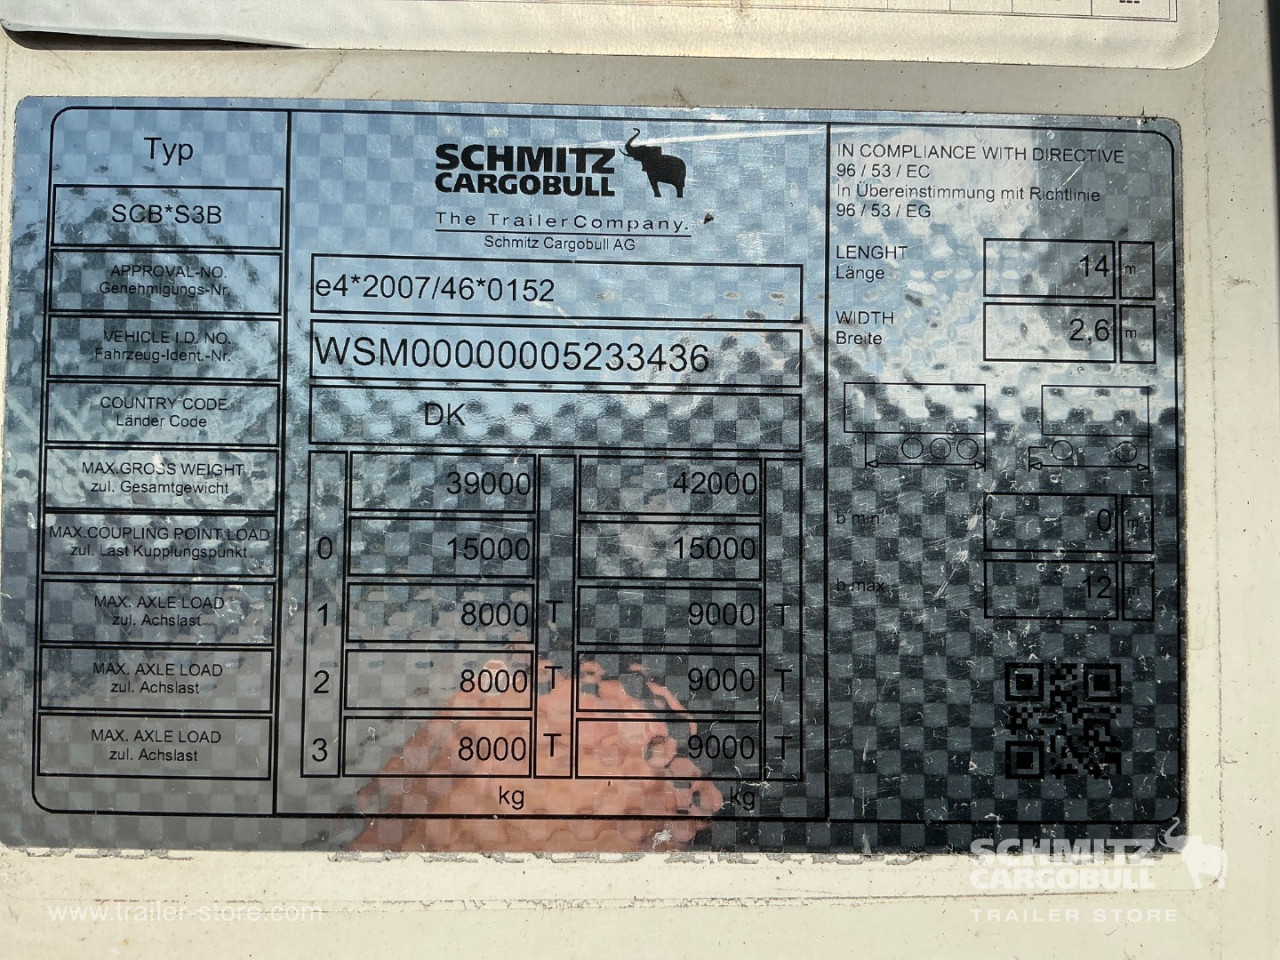 Typ
SCB*S3B
APPROVAL-NO.
Genehmigungs-Nr.
VEHICLE I.D. NO.
Fahrzeug-Ident.-Nr.
COUNTRY CODE
Länder Code
MAX.GROSS WEIGHT
zul. Gesamtgewicht
MAX.COUPLING POINT LOAD
zul. Last Kupplungspunkt
MAX. AXLE LOAD
zul. Achslast
MAX. AXLE LOAD
zul. Achslast
MAX. AXLE LOAD
zul. Achslast
SCHMITZ
CARGOBULL
The TrailerCompany.
Schmitz Cargobull AG
e4*2007/46*0152
WSM00000005233436
DK
39000 42000
0 15000 15000
1 8000 T 9000 T
2 8000 T 9000 T
3 8000 T 9000 T
kg kg
IN COMPLIANCE WITH DIRECTIVE
96 / 53 / EC
In Übereinstimmung mit Richtlinie
96 / 53 / EG
LENGHT
Länge
14 m
WIDTH
Breite
2,6 m
b min. 0 m
b max. 12 m
SCHMITZ
CARGOBULL
TRAILER STORE
www.trailer-store.com